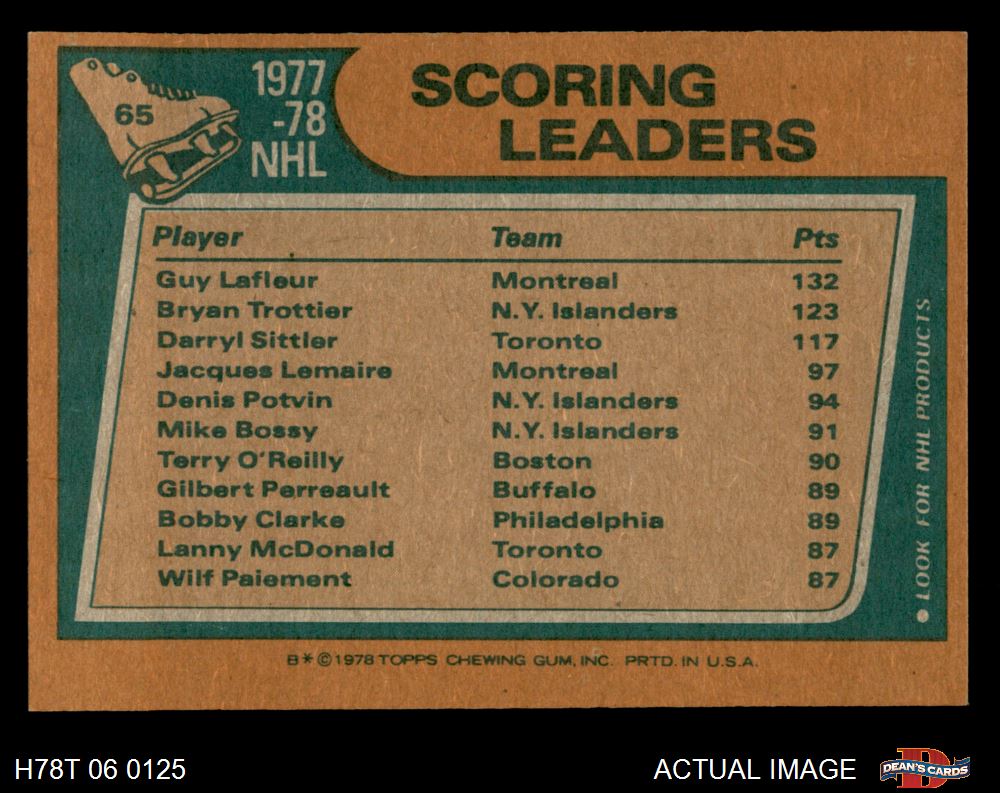 65
1977
-78
NHL
SCORING
LEADERS
Player Team Pts
Guy Lafleur Montreal 132
Bryan Trottier N.Y. Islanders 123
Darryl Sittler Toronto 117
Jacques Lemaire Montreal 97
Denis Potvin N.Y. Islanders 94
Mike Bossy N.Y. Islanders 91
Terry O'Reilly Boston 90
Gilbert Perreault Buffalo 89
Bobby Clarke Philadelphia 89
Lanny McDonald Toronto 87
Wilf Paiement Colorado 87
● LOOK FOR NHL PRODUCTS
B*©1978 TOPPS CHEWING GUM, INC. PRTD. IN U.S.A.
H78T 06 0125
ACTUAL IMAGE
D
DEAN'S CARDS